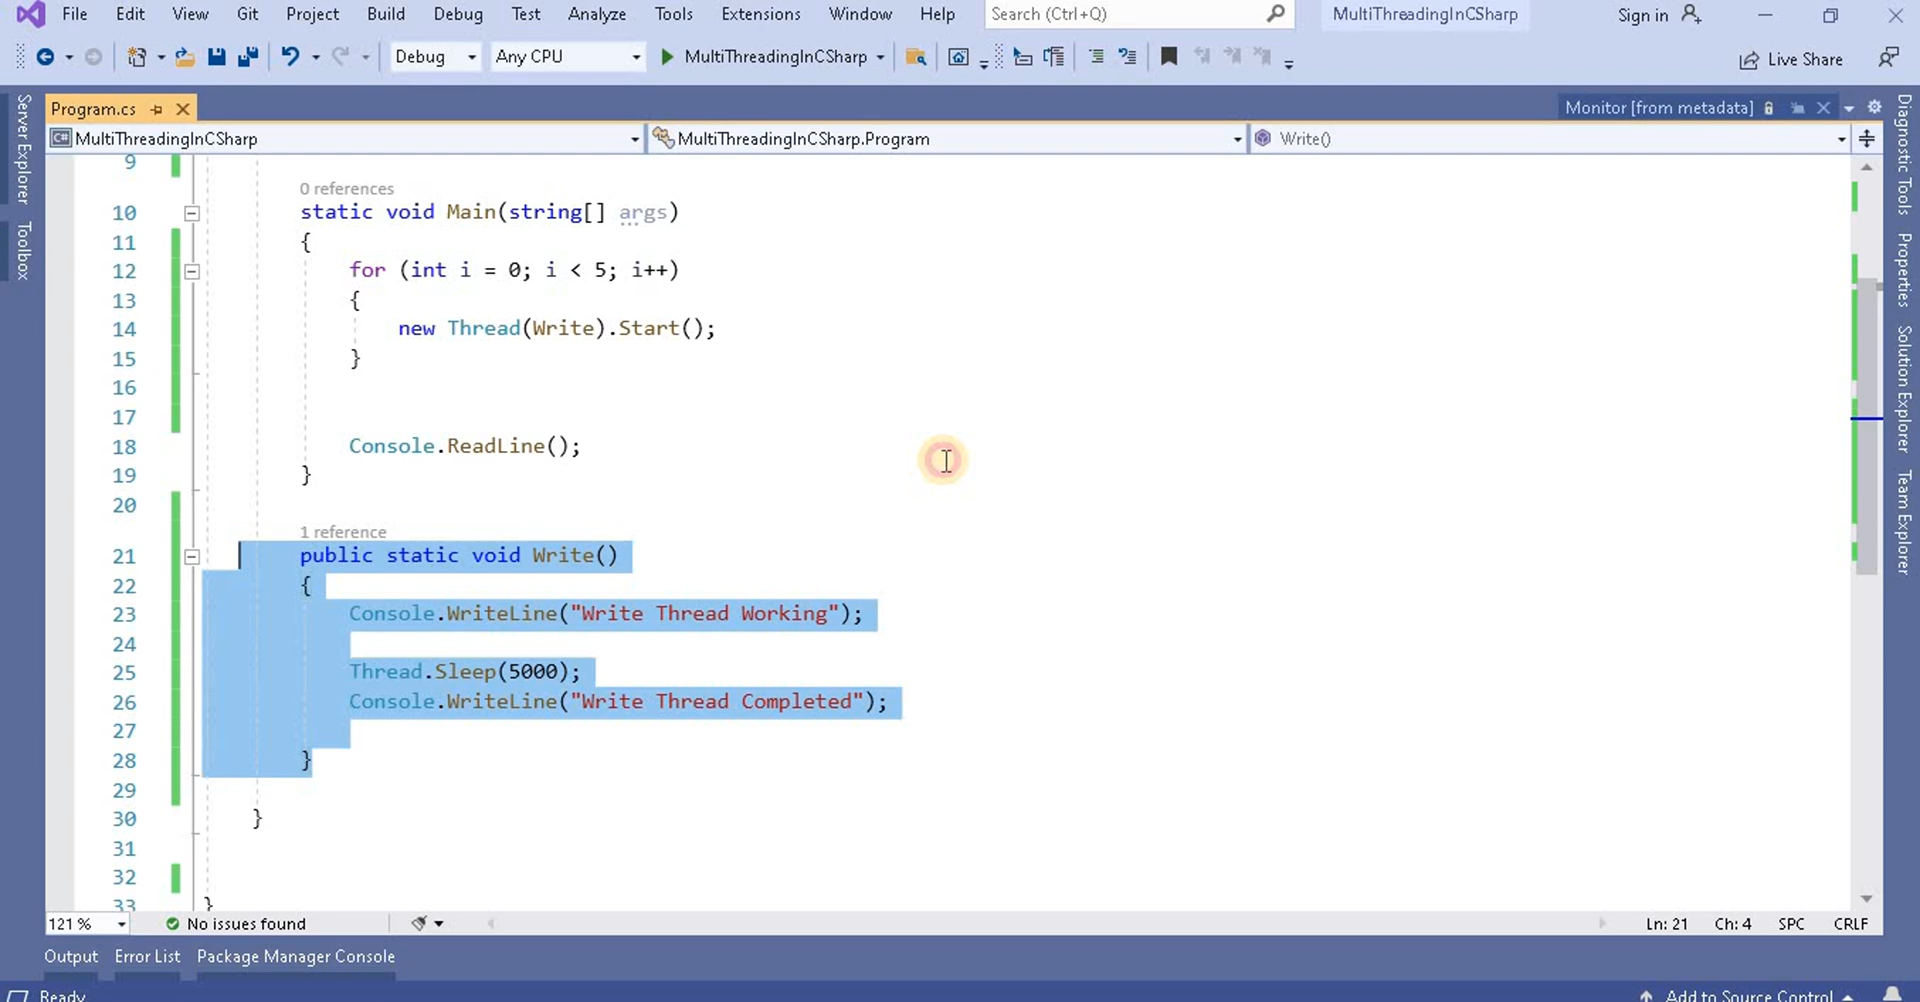 File Edit View Git Project Build Debug Test Analyze Tools Extensions Window Help Search (Ctrl+Q) MultiThreadingInCSharp Sign in
Debug Any CPU MultiThreadingInCSharp Live Share
Program.cs Monitor [from metadata]
C# MultiThreadingInCSharp MultiThreadingInCSharp.Program Write()
Server Explorer
Toolbox
9
0 references
10 static void Main(string[] args)
11 {
12 for (int i = 0; i < 5; i++)
13 {
14 new Thread(Write).Start();
15 }
16
17
18 Console.ReadLine();
19 }
20
1 reference
21 public static void Write()
22 {
23 Console.WriteLine("Write Thread Working");
24
25 Thread.Sleep(5000);
26 Console.WriteLine("Write Thread Completed");
27
28 }
29
30 }
31
32
33 }
Diagnostic Tools
Properties
Solution Explorer
Team Explorer
121 % No issues found Ln: 21 Ch: 4 SPC CRLF
Output Error List Package Manager Console
Ready Add to Source Control